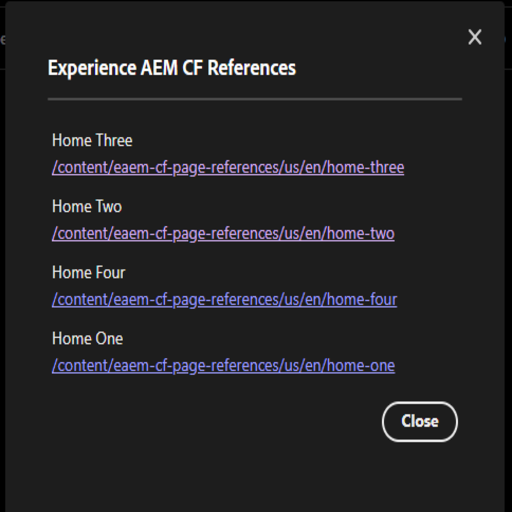 Experience AEM CF References
Home Three
/content/eaem-cf-page-references/us/en/home-three
Home Two
/content/eaem-cf-page-references/us/en/home-two
Home Four
/content/eaem-cf-page-references/us/en/home-four
Home One
/content/eaem-cf-page-references/us/en/home-one
Close